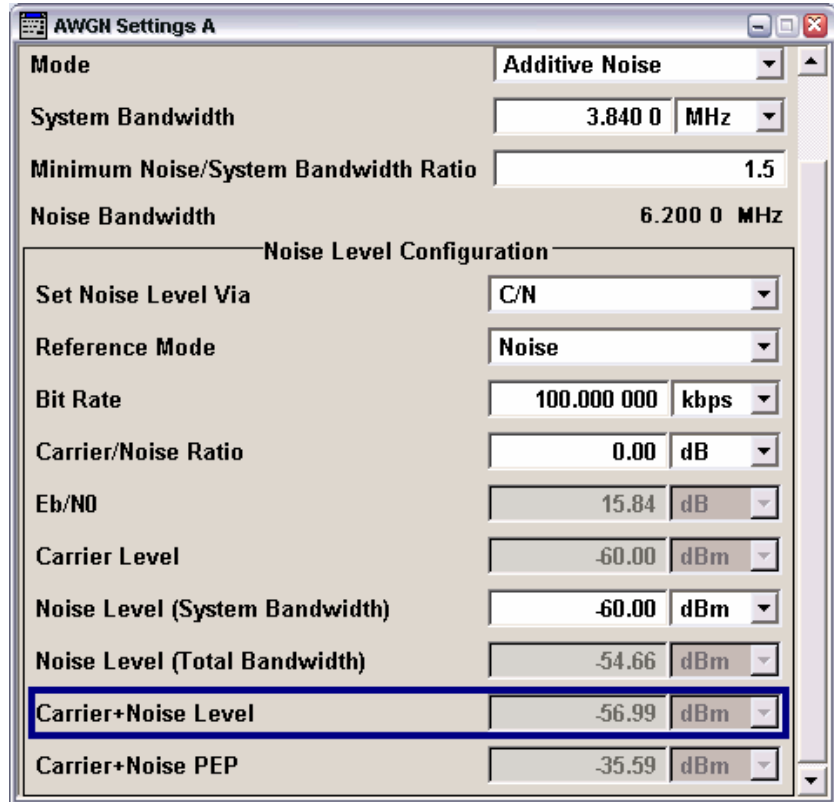 AWGN Settings A
Mode Additive Noise
System Bandwidth 3.840 0 MHz
Minimum Noise/System Bandwidth Ratio 1.5
Noise Bandwidth 6.200 0 MHz
Noise Level Configuration
Set Noise Level Via C/N
Reference Mode Noise
Bit Rate 100.000 000 kbps
Carrier/Noise Ratio 0.00 dB
Eb/N0 15.84 dB
Carrier Level -60.00 dBm
Noise Level (System Bandwidth) -60.00 dBm
Noise Level (Total Bandwidth) -54.66 dBm
Carrier+Noise Level -56.99 dBm
Carrier+Noise PEP -35.59 dBm